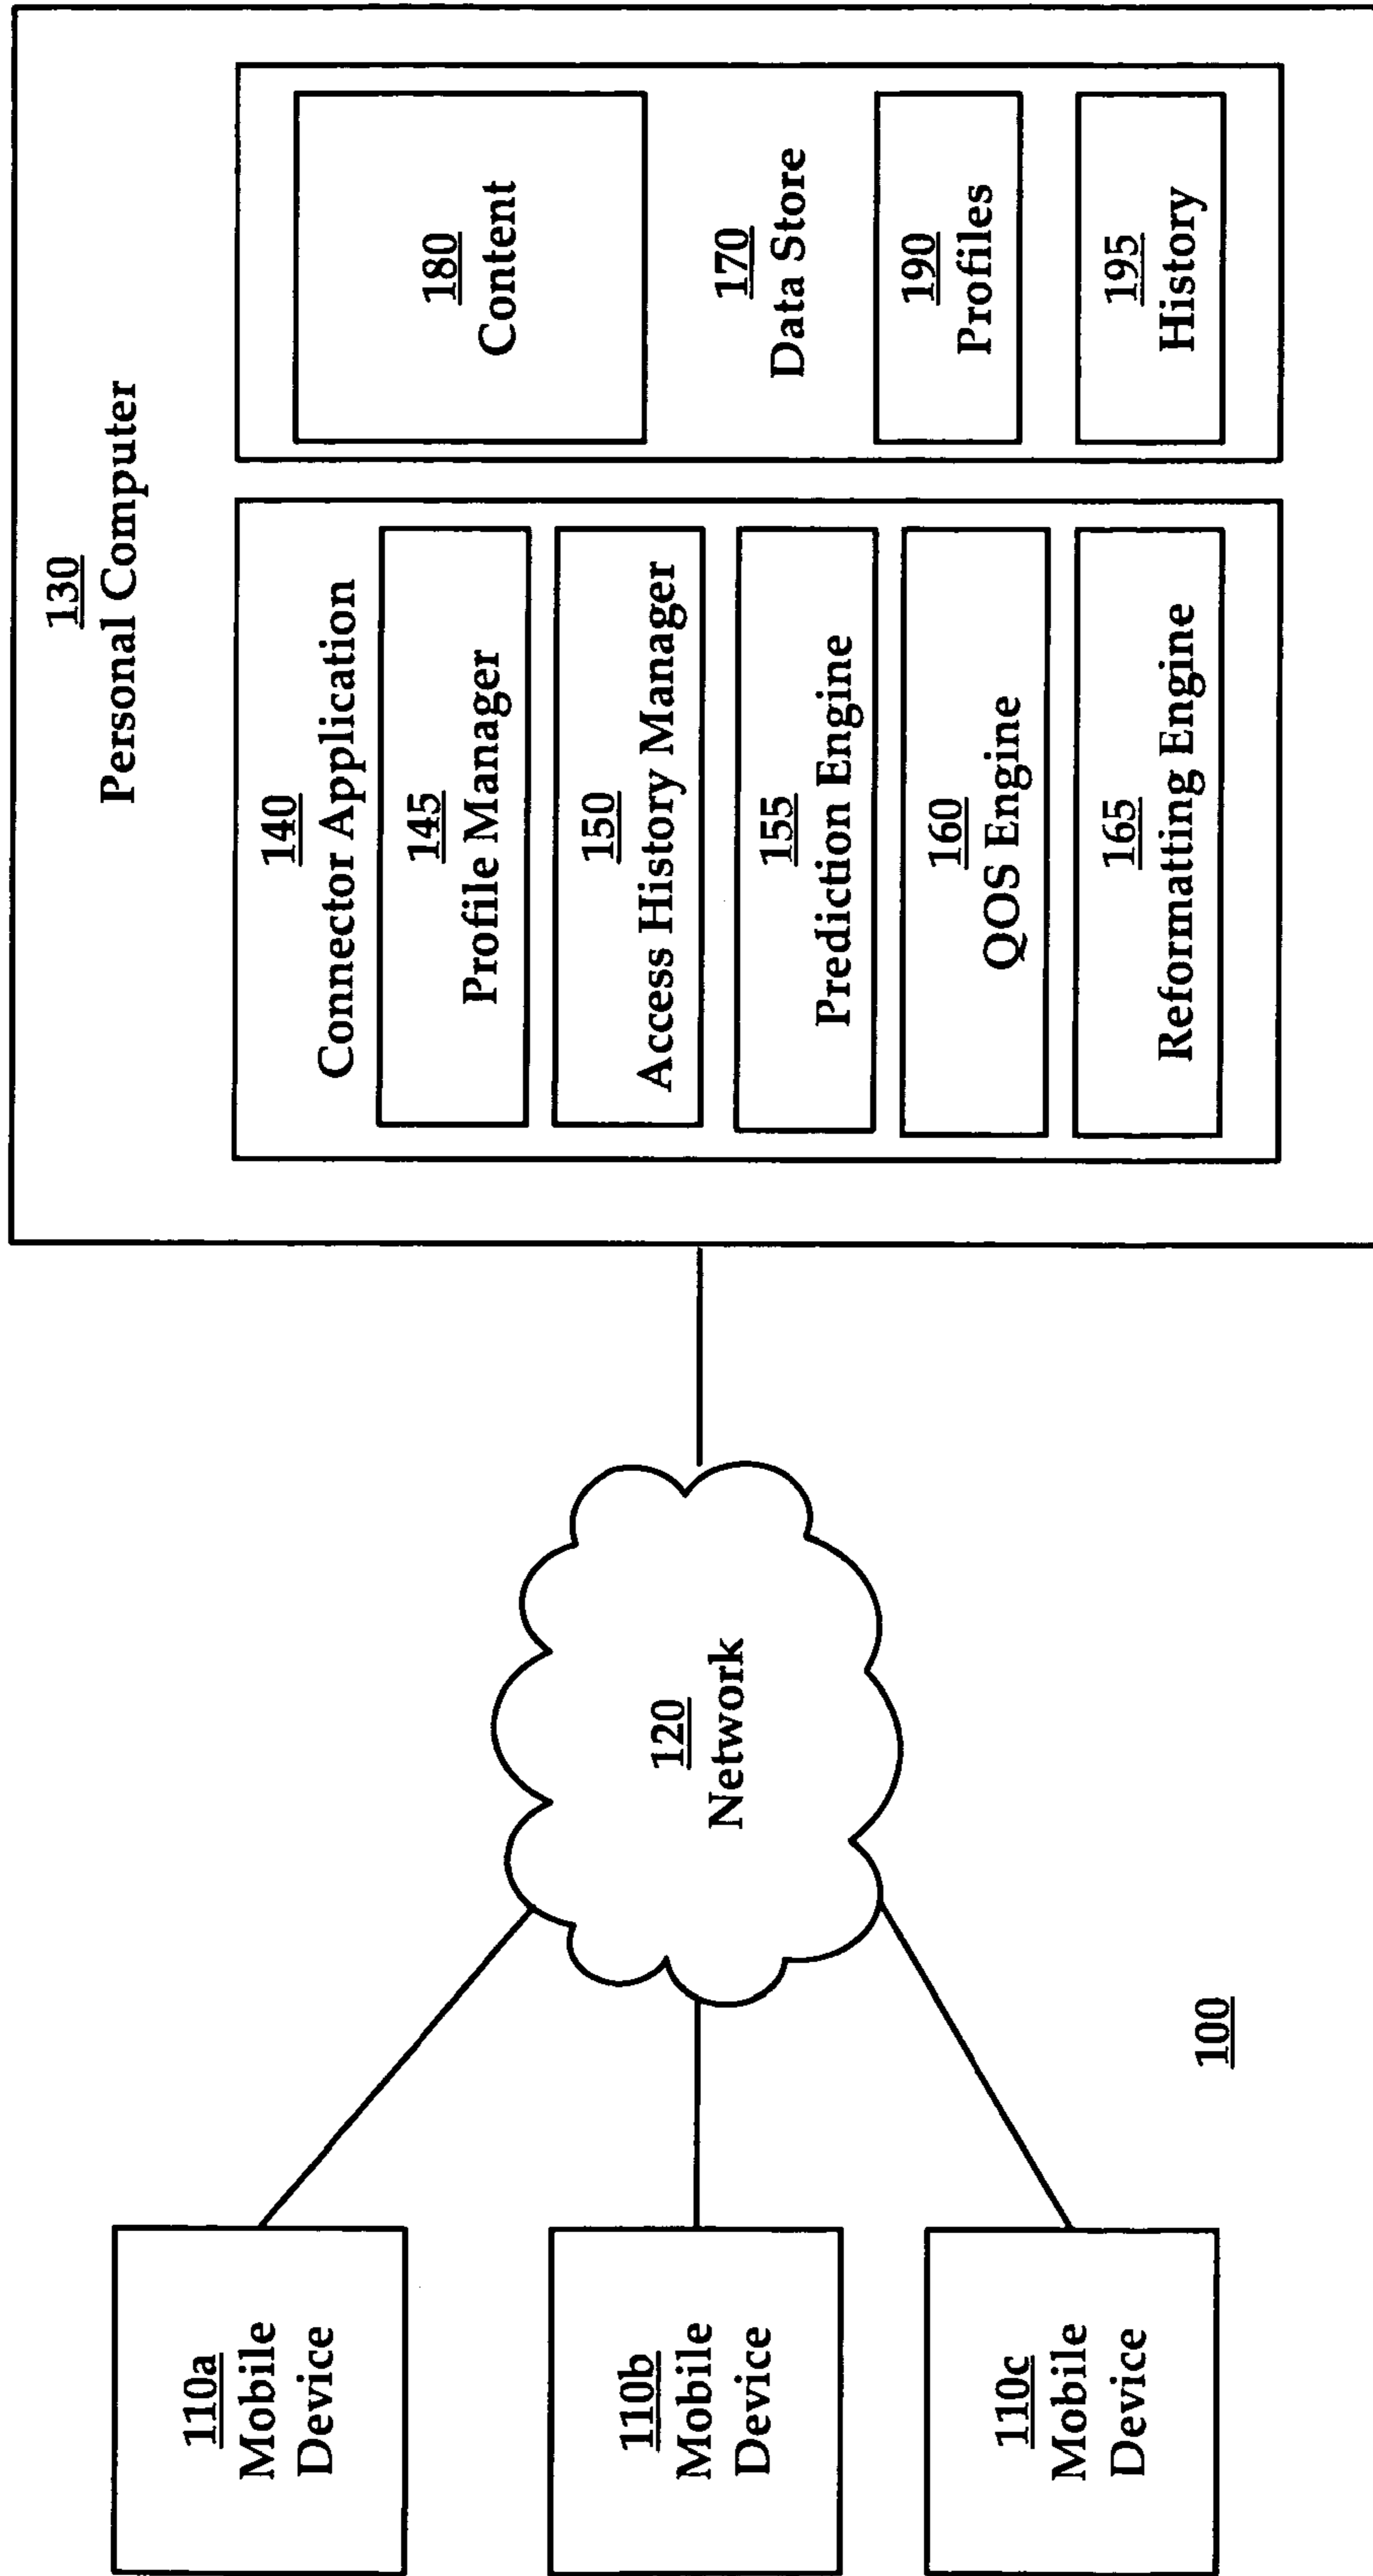 110a
Mobile
Device
110b
Mobile
Device
110c
Mobile
Device
100
120
Network
130
Personal Computer
140
Connector Application
145
Profile Manager
150
Access History Manager
155
Prediction Engine
160
QOS Engine
165
Reformatting Engine
180
Content
170
Data Store
190
Profiles
195
History